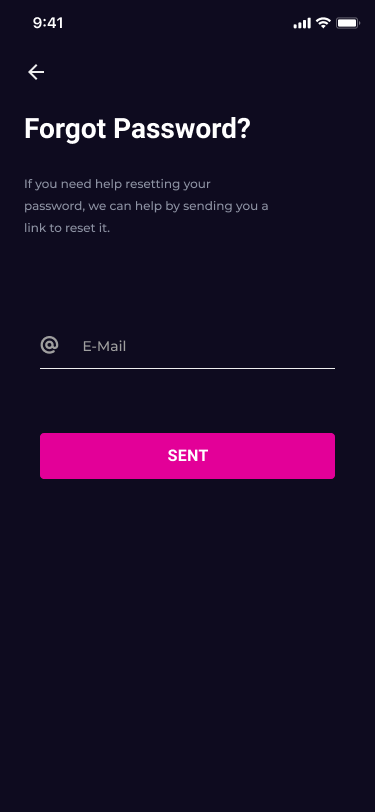 9:41
Forgot Password?
If you need help resetting your
password, we can help by sending you a
link to reset it.
E-Mail
SENT